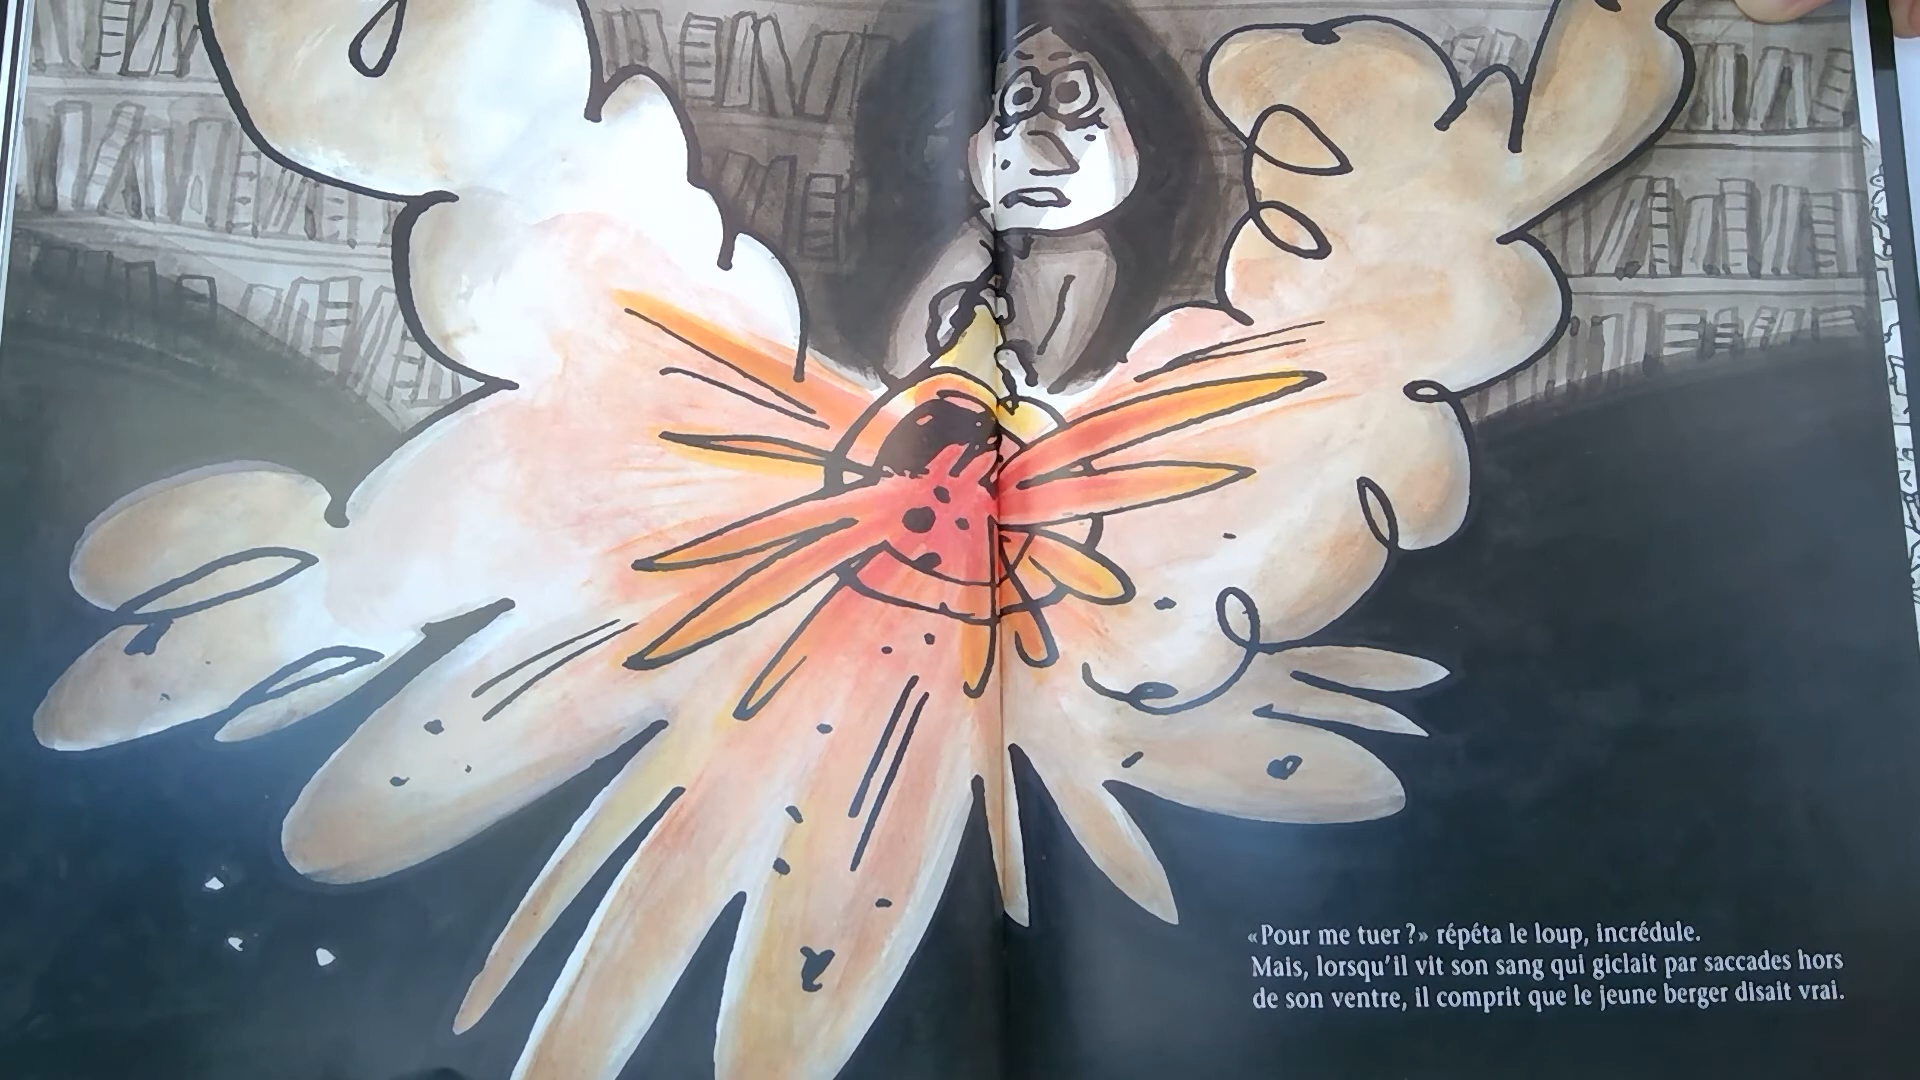 «Pour me tuer ?» répéta le loup, incrédule.
Mais, lorsqu'il vit son sang qui giclait par saccades hors
de son ventre, il comprit que le jeune berger disait vrai.